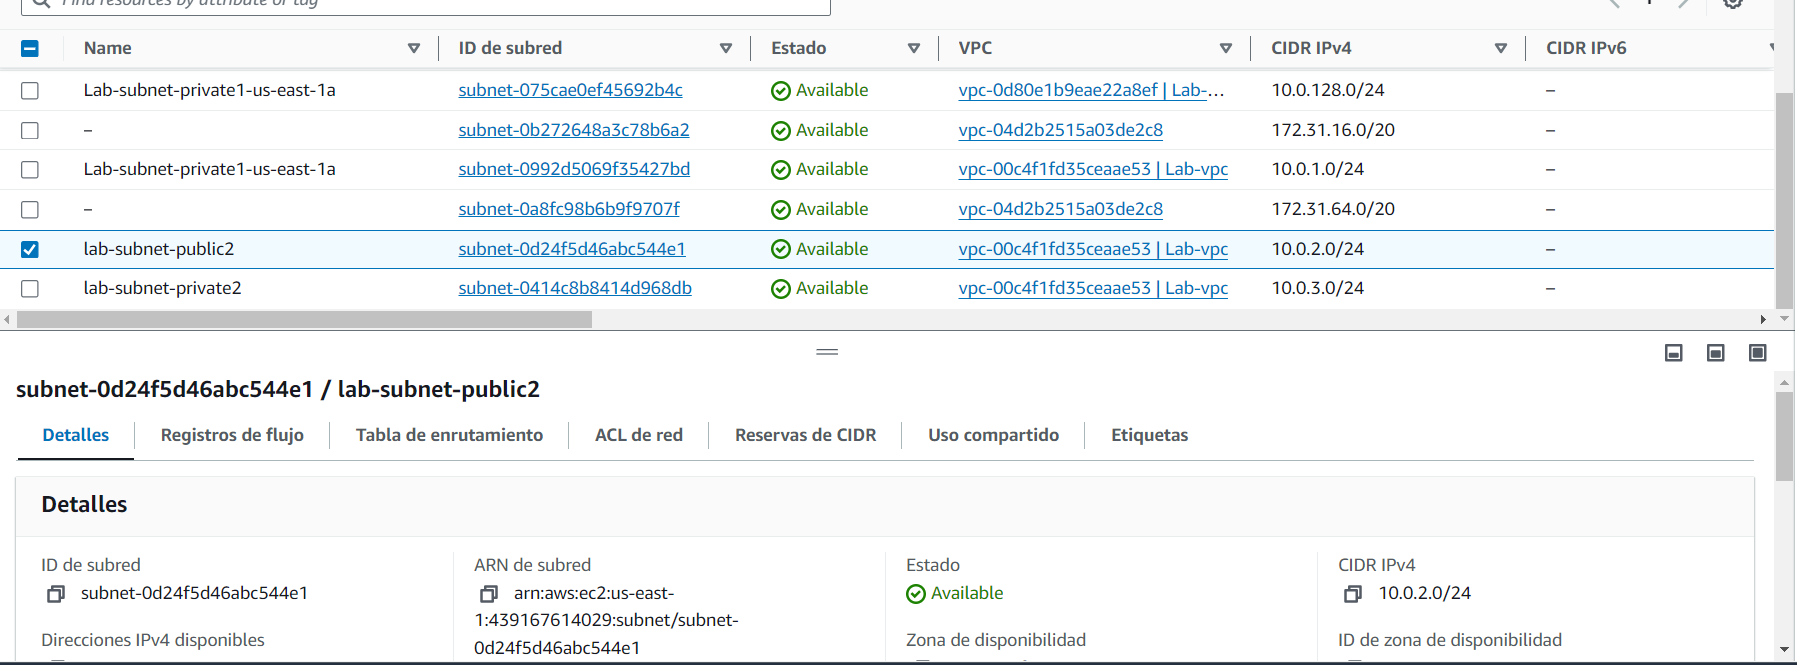 Find resources by attribute or tag
Name ID de subred Estado VPC CIDR IPv4 CIDR IPv6
Lab-subnet-private1-us-east-1a subnet-075cae0ef45692b4c Available vpc-0d80e1b9eae22a8ef | Lab-... 10.0.128.0/24 –
– subnet-0b272648a3c78b6a2 Available vpc-04d2b2515a03de2c8 172.31.16.0/20 –
Lab-subnet-private1-us-east-1a subnet-0992d5069f35427bd Available vpc-00c4f1fd35ceaae53 | Lab-vpc 10.0.1.0/24 –
– subnet-0a8fc98b6b9f9707f Available vpc-04d2b2515a03de2c8 172.31.64.0/20 –
lab-subnet-public2 subnet-0d24f5d46abc544e1 Available vpc-00c4f1fd35ceaae53 | Lab-vpc 10.0.2.0/24 –
lab-subnet-private2 subnet-0414c8b8414d968db Available vpc-00c4f1fd35ceaae53 | Lab-vpc 10.0.3.0/24 –
subnet-0d24f5d46abc544e1 / lab-subnet-public2
Detalles Registros de flujo Tabla de enrutamiento ACL de red Reservas de CIDR Uso compartido Etiquetas
Detalles
ID de subred
subnet-0d24f5d46abc544e1
ARN de subred
arn:aws:ec2:us-east-
1:439167614029:subnet/subnet-
0d24f5d46abc544e1
Estado
Available
CIDR IPv4
10.0.2.0/24
Direcciones IPv4 disponibles
Zona de disponibilidad
ID de zona de disponibilidad